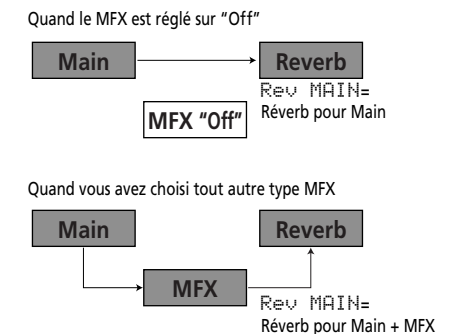 Quand le MFX est réglé sur "Off"
Main
Reverb
Rev MAIN=
MFX "Off"
Réverb pour Main
Quand vous avez choisi tout autre type MFX
Main
Reverb
MFX
Rev MAIN=
Réverb pour Main + MFX